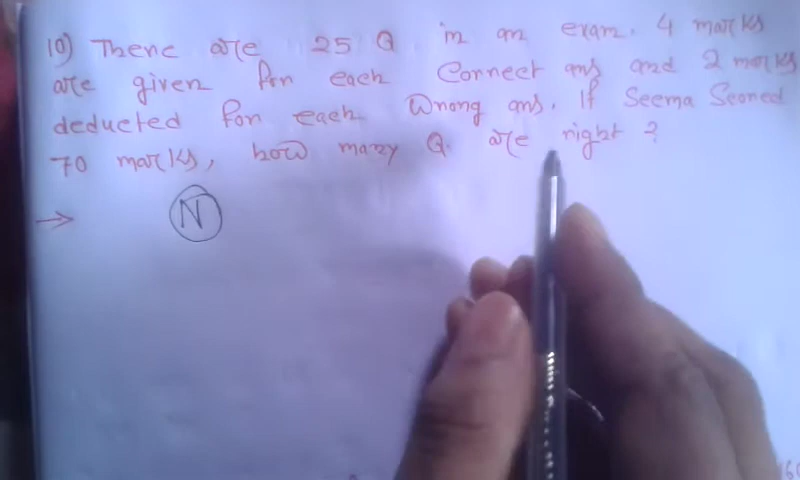 10) There are 25 Q in an exam. 4 marks
are given for each correct ans and 2 marks
deducted for each wrong ans. If Seema Scored
70 marks, how many Q. are right ?
→ N